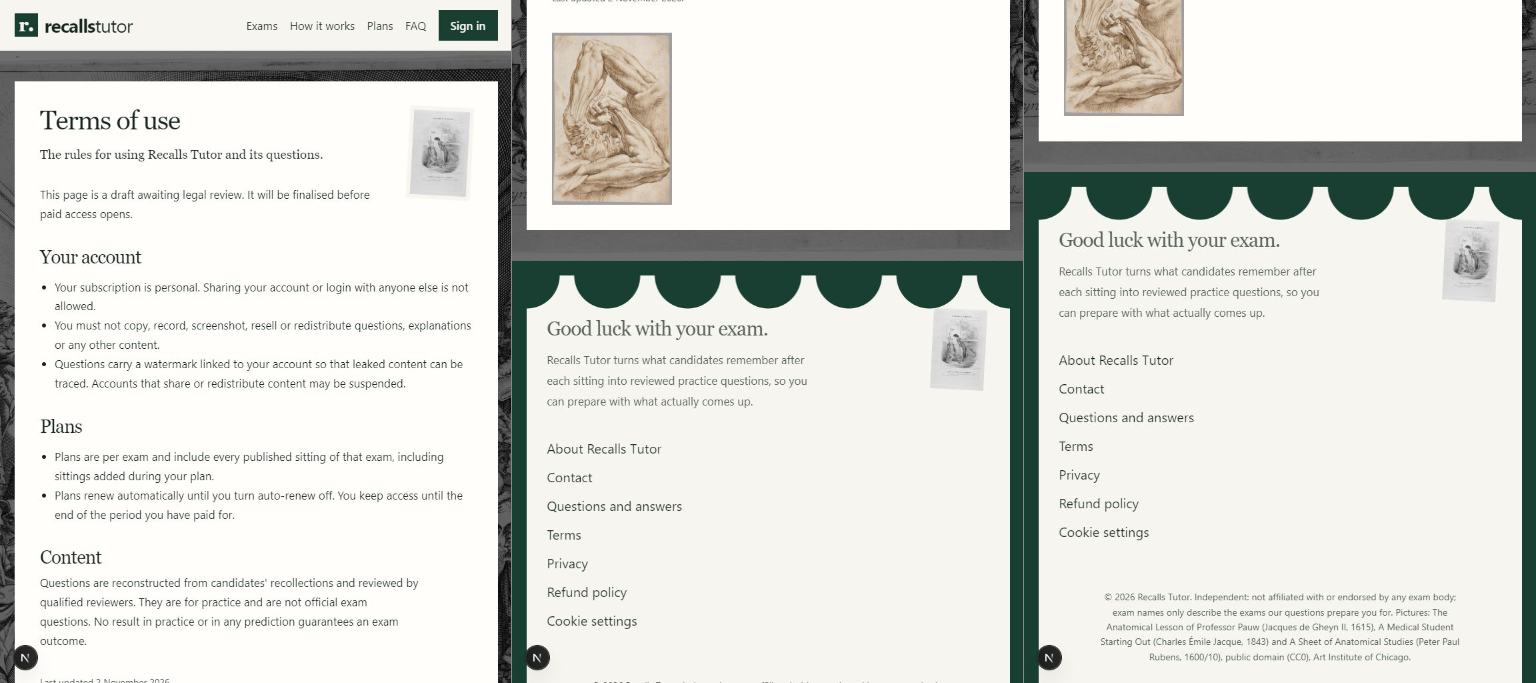 r. recallstutor
Exams How it works Plans FAQ Sign in
Terms of use
The rules for using Recalls Tutor and its questions.
This page is a draft awaiting legal review. It will be finalised before
paid access opens.
Your account
Your subscription is personal. Sharing your account or login with anyone else is not
allowed.
You must not copy, record, screenshot, resell or redistribute questions, explanations
or any other content.
Questions carry a watermark linked to your account so that leaked content can be
traced. Accounts that share or redistribute content may be suspended.
Plans
Plans are per exam and include every published sitting of that exam, including
sittings added during your plan.
Plans renew automatically until you turn auto-renew off. You keep access until the
end of the period you have paid for.
Content
Questions are reconstructed from candidates' recollections and reviewed by
qualified reviewers. They are for practice and are not official exam
questions. No result in practice or in any prediction guarantees an exam
outcome.
N
Last updated 2 November 2026.
Good luck with your exam.
Recalls Tutor turns what candidates remember after
each sitting into reviewed practice questions, so you
can prepare with what actually comes up.
About Recalls Tutor
Contact
Questions and answers
Terms
Privacy
Refund policy
Cookie settings
N
Good luck with your exam.
Recalls Tutor turns what candidates remember after
each sitting into reviewed practice questions, so you
can prepare with what actually comes up.
About Recalls Tutor
Contact
Questions and answers
Terms
Privacy
Refund policy
Cookie settings
© 2026 Recalls Tutor. Independent: not affiliated with or endorsed by any exam body;
exam names only describe the exams our questions prepare you for. Pictures: The
Anatomical Lesson of Professor Pauw (Jacques de Gheyn II, 1615), A Medical Student
Starting Out (Charles Émile Jacque, 1843) and A Sheet of Anatomical Studies (Peter Paul
Rubens, 1600/10), public domain (CC0), Art Institute of Chicago.
N